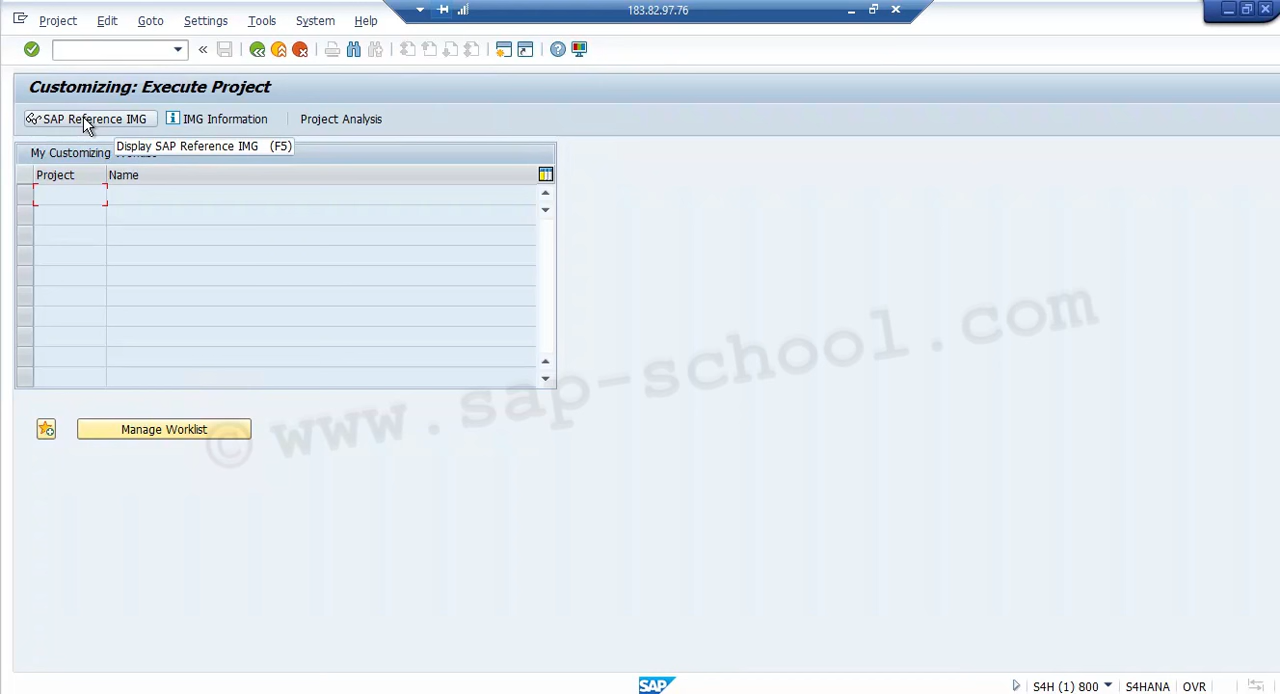 183.82.97.76
Project Edit Goto Settings Tools System Help
Customizing: Execute Project
SAP Reference IMG IMG Information Project Analysis
Display SAP Reference IMG (F5)
My Customizing
Project Name
Manage Worklist
© www.sap-school.com
SAP S4H (1) 800 S4HANA OVR